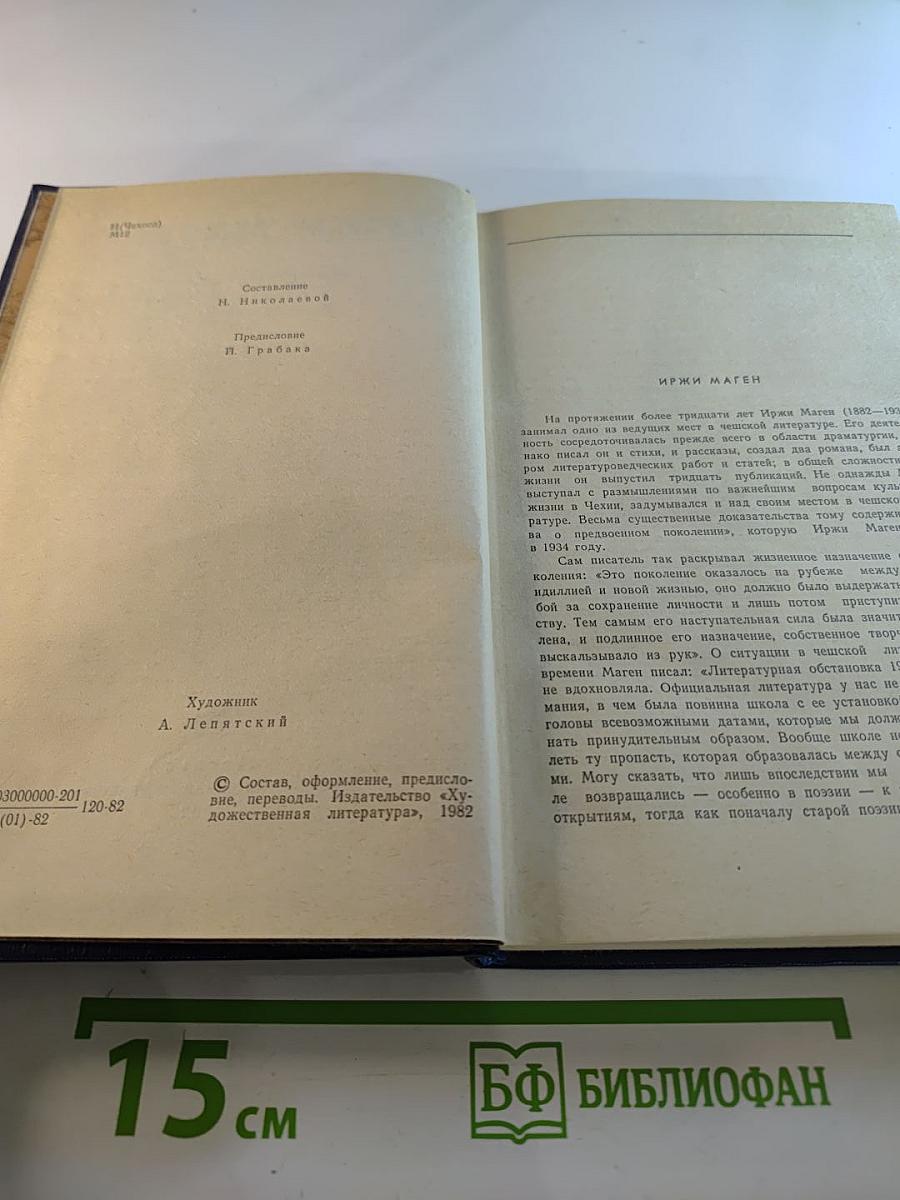 И(Чехосл)
М12
Составление
Н. Николаевой
Предисловие
Й. Грабака
Художник
А. Лепятский
03000000-201
(01)-82
120-82
© Состав, оформление, предисло-
вие, переводы. Издательство «Ху-
дожественная литература», 1982
ИРЖИ МАГЕН
На протяжении более тридцати лет Иржи Маген (1882—193
занимал одно из ведущих мест в чешской литературе. Его деяте
ность сосредоточивалась прежде всего в области драматургии,
нако писал он и стихи, и рассказы, создал два романа, был а
ром литературоведческих работ и статей; в общей сложности
жизни он выпустил тридцать публикаций. Не однажды М
выступал с размышлениями по важнейшим вопросам куль
жизни в Чехии, задумывался и над своим местом в чешско
ратуре. Весьма существенные доказательства тому содержи
ва о предвоенном поколении», которую Иржи Маген
в 1934 году.
Сам писатель так раскрывал жизненное назначение с
коления: «Это поколение оказалось на рубеже между
идиллией и новой жизнью, оно должно было выдержать
бой за сохранение личности и лишь потом приступит
ству. Тем самым его наступательная сила была значит
лена, и подлинное его назначение, собственное творч
выскальзывало из рук». О ситуации в чешской лит
времени Маген писал: «Литературная обстановка 19
не вдохновляла. Официальная литература у нас не
мания, в чем была повинна школа с ее установкой
головы всевозможными датами, которые мы долж
нать принудительным образом. Вообще школе не
леть ту пропасть, которая образовалась между с
ми. Могу сказать, что лишь впоследствии мы
ле возвращались — особенно в поэзии — к
открытиям, тогда как поначалу старой поэзи
15 см
БФ БИБЛИОФАН